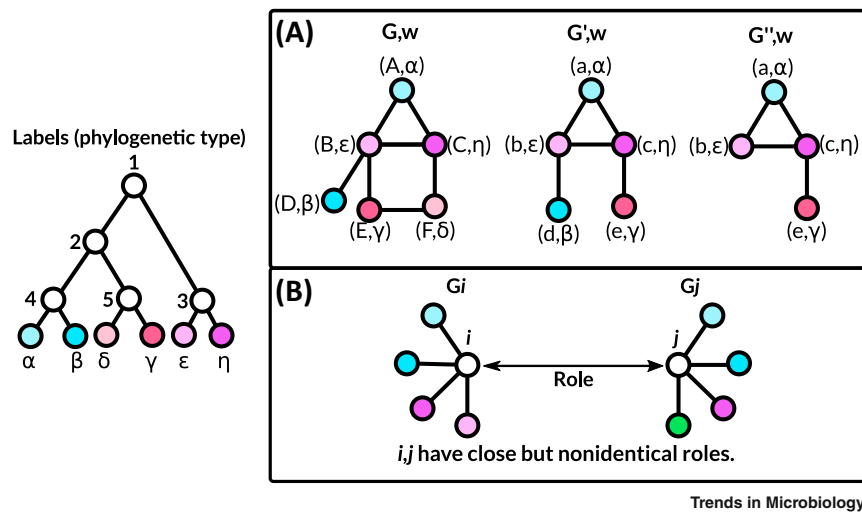 Labels (phylogenetic type)
1
2
4 5 3
α β δ γ ε η
(A)
G,w G',w G'',w
(A,α) (a,α) (a,α)
(B,ε) (C,η) (b,ε) (c,η) (b,ε) (c,η)
(D,β) (E,γ) (F,δ) (d,β) (e,γ) (e,γ)
(B)
Gi Gj
i j
Role
i,j have close but nonidentical roles.
Trends in Microbiology